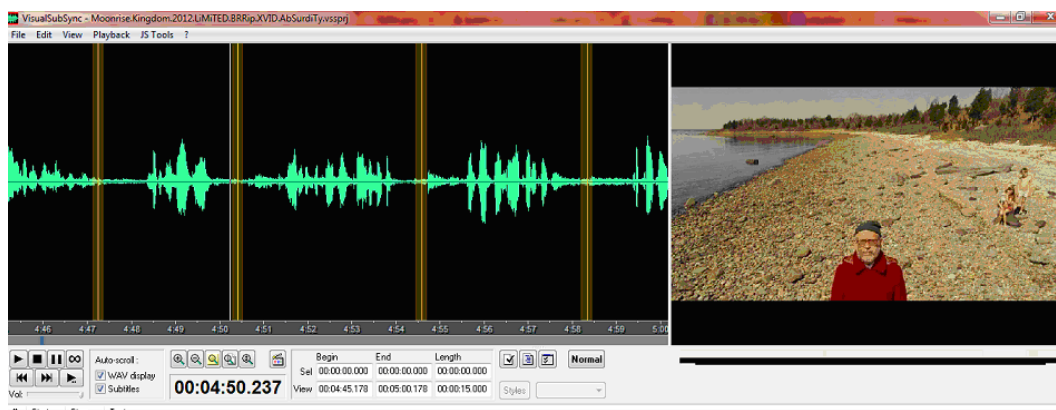 VisualSubSync - Moonrise.Kingdom.2012.LiMiTED.BRRip.XVID.AbSurdiTy.vssprj
File Edit View Playback JS Tools ?
4:46 4:47 4:48 4:49 4:50 4:51 4:52 4:53 4:54 4:55 4:56 4:57 4:58 4:59 5:00
Auto-scroll :
WAV display
Subtitles
Vol:
00:04:50.237
Begin End Length
Sel 00:00:00.000 00:00:00.000 00:00:00.000
View 00:04:45.178 00:05:00.178 00:00:15.000
Normal
Styles